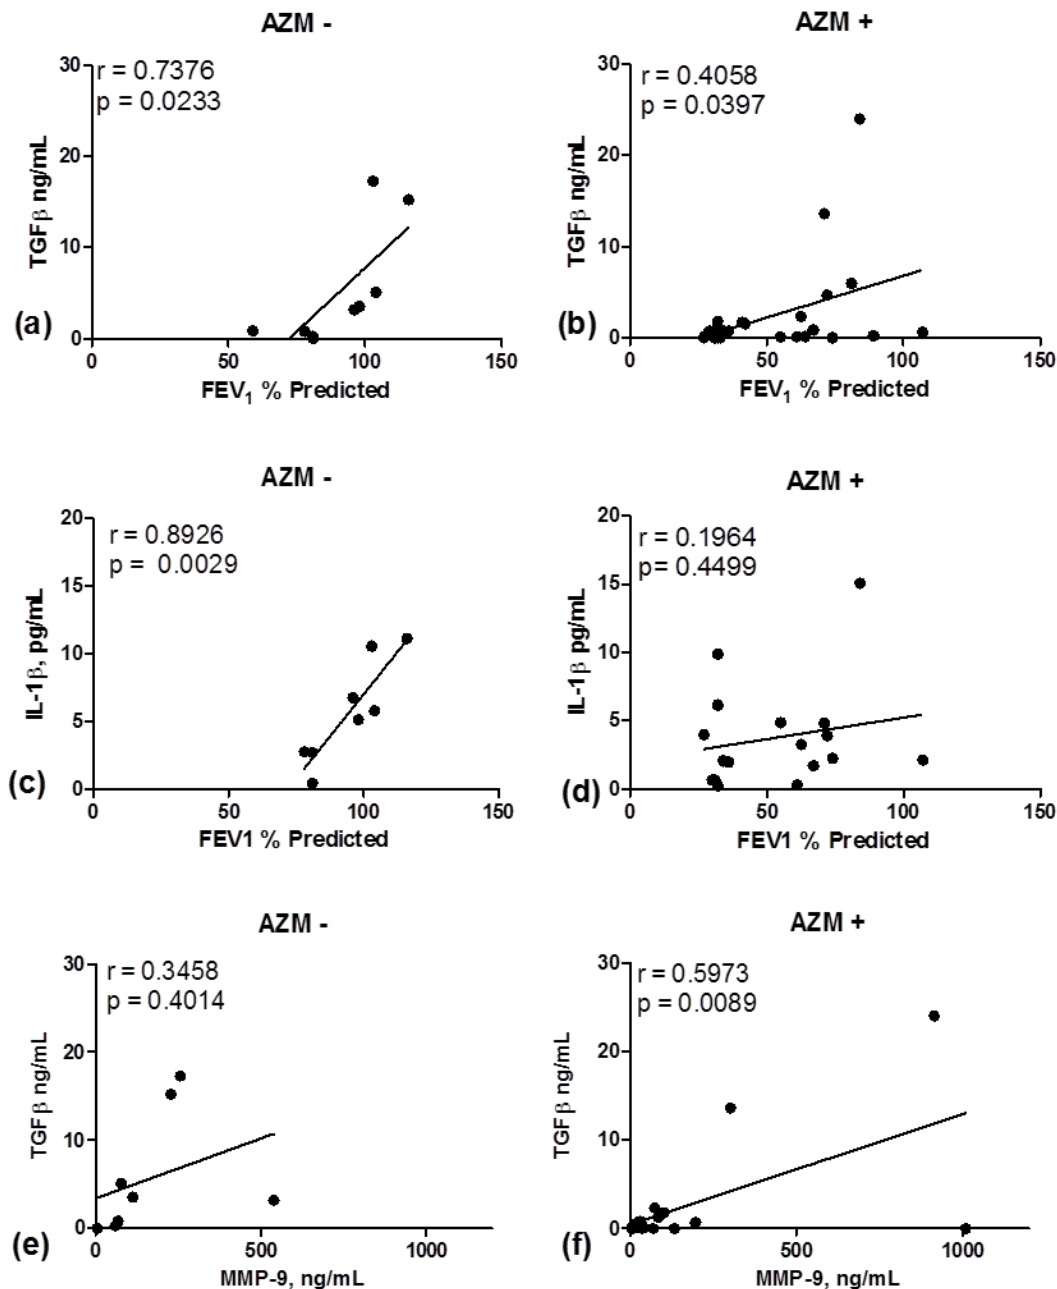 AZM -
AZM +
r = 0.7376
p = 0.0233
r = 0.4058
p = 0.0397
30
20
10
0
TGFβ ng/mL
30
20
10
0
TGFβ ng/mL
(a)
(b)
0 50 100 150
0 50 100 150
FEV1 % Predicted
FEV1 % Predicted
AZM -
AZM +
r = 0.8926
p = 0.0029
r = 0.1964
p= 0.4499
20
15
10
5
0
IL-1β, pg/mL
20
15
10
5
0
IL-1β pg/mL
(c)
(d)
0 50 100 150
0 50 100 150
FEV1 % Predicted
FEV1 % Predicted
AZM -
AZM +
r = 0.3458
p = 0.4014
r = 0.5973
p = 0.0089
30
20
10
0
TGFβ ng/mL
30
20
10
0
TGFβ ng/mL
(e)
(f)
0 500 1000
0 500 1000
MMP-9, ng/mL
MMP-9, ng/mL